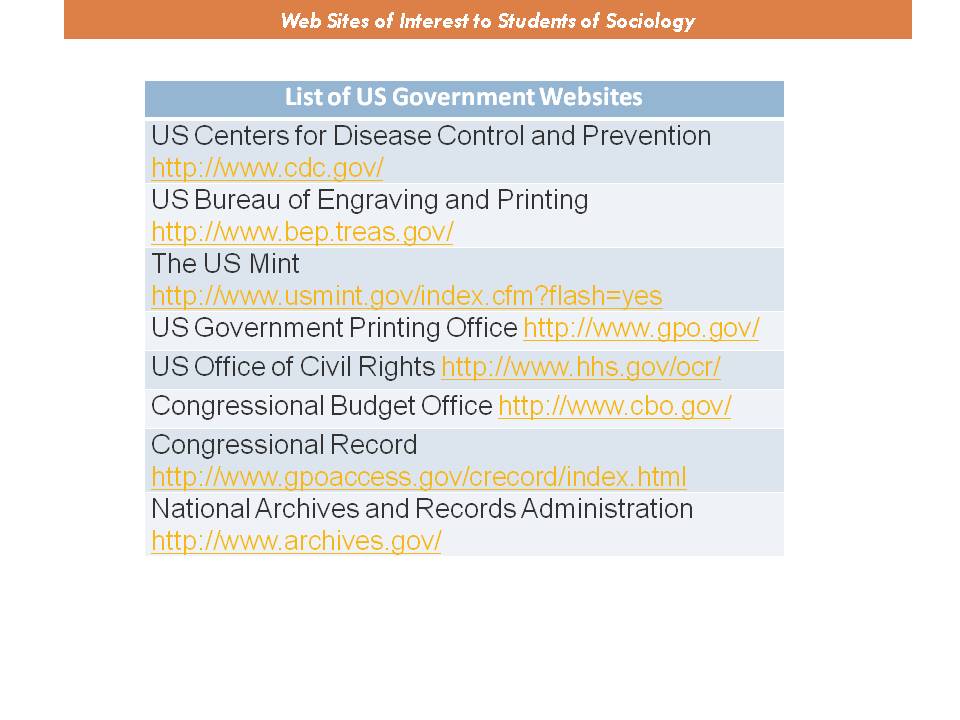 Web Sites of Interest to Students of Sociology
List of US Government Websites
US Centers for Disease Control and Prevention
http://www.cdc.gov/
US Bureau of Engraving and Printing
http://www.bep.treas.gov/
The US Mint
http://www.usmint.gov/index.cfm?flash=yes
US Government Printing Office http://www.gpo.gov/
US Office of Civil Rights http://www.hhs.gov/ocr/
Congressional Budget Office http://www.cbo.gov/
Congressional Record
http://www.gpoaccess.gov/crecord/index.html
National Archives and Records Administration
http://www.archives.gov/